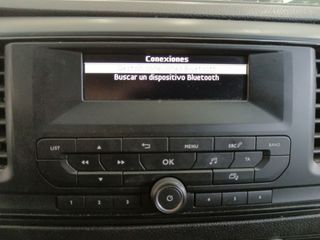 Conexiones
Buscar un dispositivo Bluetooth
LIST
MENU
SRC
BAND
OK
TA
1 2 3 4 5 6